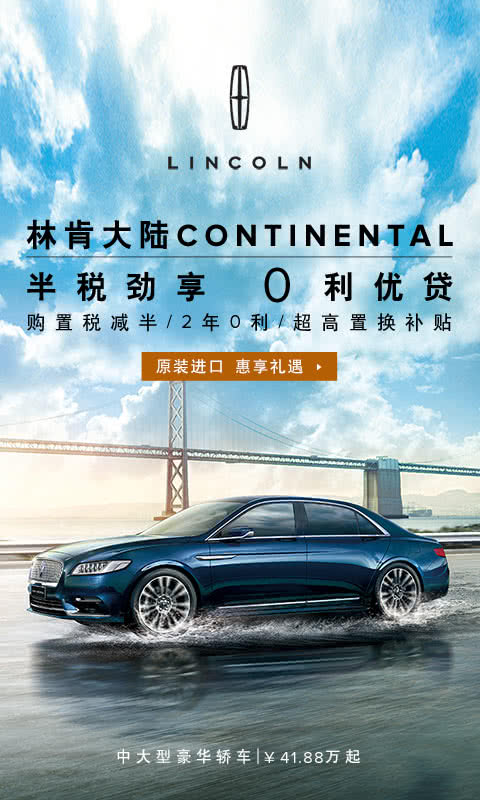 LINCOLN
林肯大陆CONTINENTAL
半税劲享 0利优贷
购置税减半/2年0利/超高置换补贴
原装进口 惠享礼遇
中大型豪华轿车|¥41.88万起